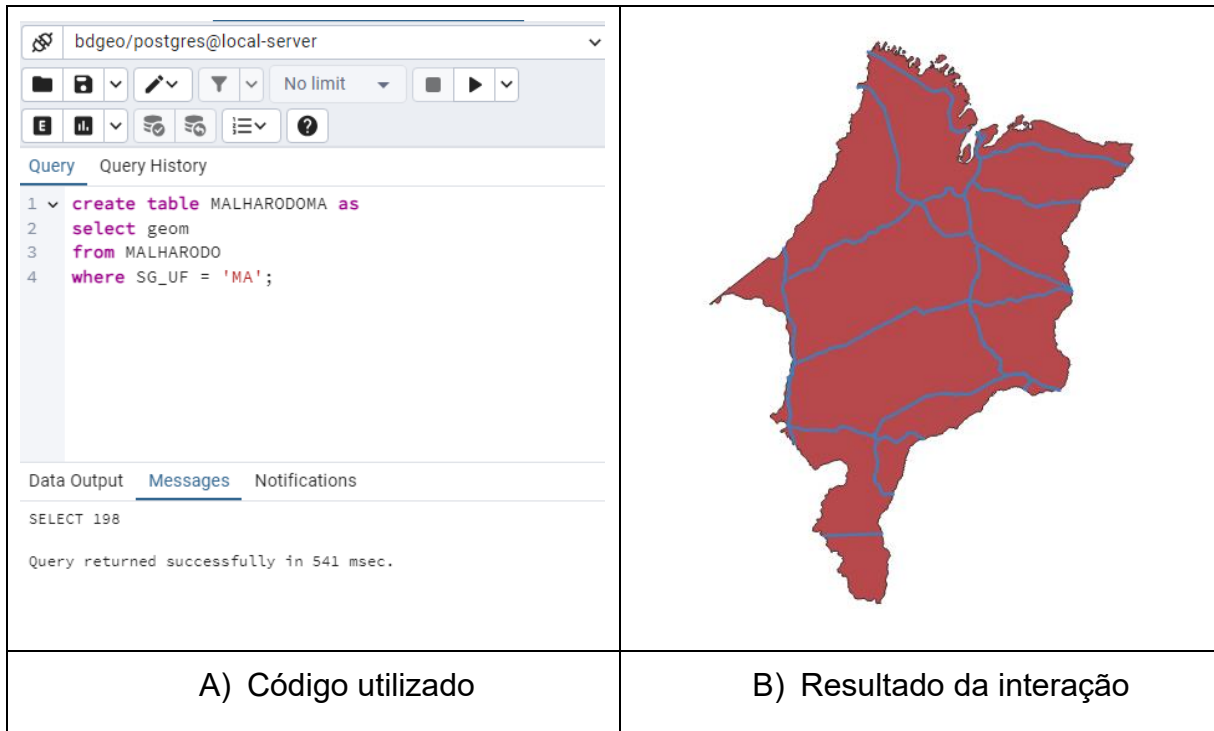 bdgeo/postgres@local-server
No limit
E
Query Query History
1 create table MALHARODOMA as
2 select geom
3 from MALHARODO
4 where SG_UF = 'MA';
Data Output Messages Notifications
SELECT 198
Query returned successfully in 541 msec.
A) Código utilizado
B) Resultado da interação